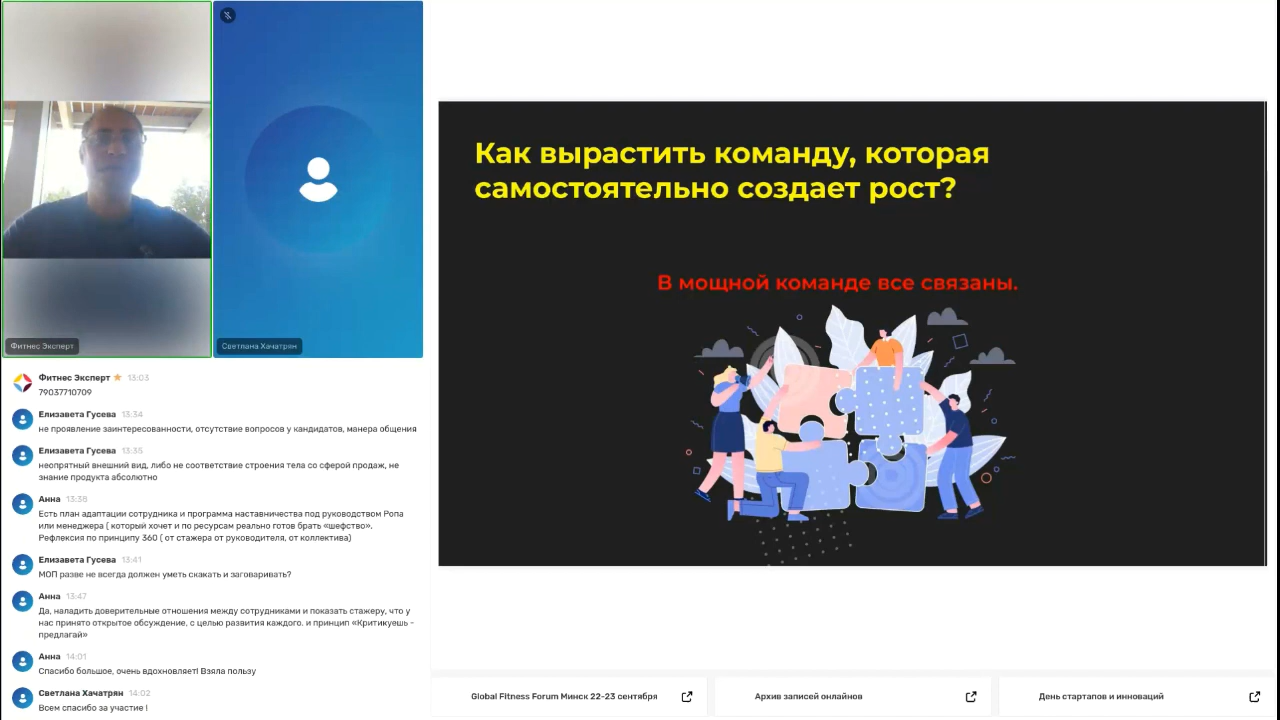 Фитнес Эксперт
Светлана Хачатрян
Фитнес Эксперт 13:03
79037710709
Елизавета Гусева 13:34
не проявление заинтересованности, отсутствие вопросов у кандидатов, манера общения
Елизавета Гусева 13:35
неопрятный внешний вид, либо не соответствие строения тела со сферой продаж, не
знание продукта абсолютно
Анна 13:38
Есть план адаптации сотрудника и программа наставничества под руководством Ропа
или менеджера ( который хочет и по ресурсам реально готов брать «шефство».
Рефлексия по принципу 360 ( от стажера от руководителя, от коллектива)
Елизавета Гусева 13:41
МОП разве не всегда должен уметь скакать и заговаривать?
Анна 13:47
Да, наладить доверительные отношения между сотрудниками и показать стажеру, что у
нас принято открытое обсуждение, с целью развития каждого. и принцип «Критикуешь -
предлагай»
Анна 14:01
Спасибо большое, очень вдохновляет! Взяла пользу
Светлана Хачатрян 14:02
Всем спасибо за участие !
Как вырастить команду, которая
самостоятельно создает рост?
В мощной команде все связаны.
Global Fitness Forum Минск 22-23 сентября
Архив записей онлайнов
День стартапов и инноваций